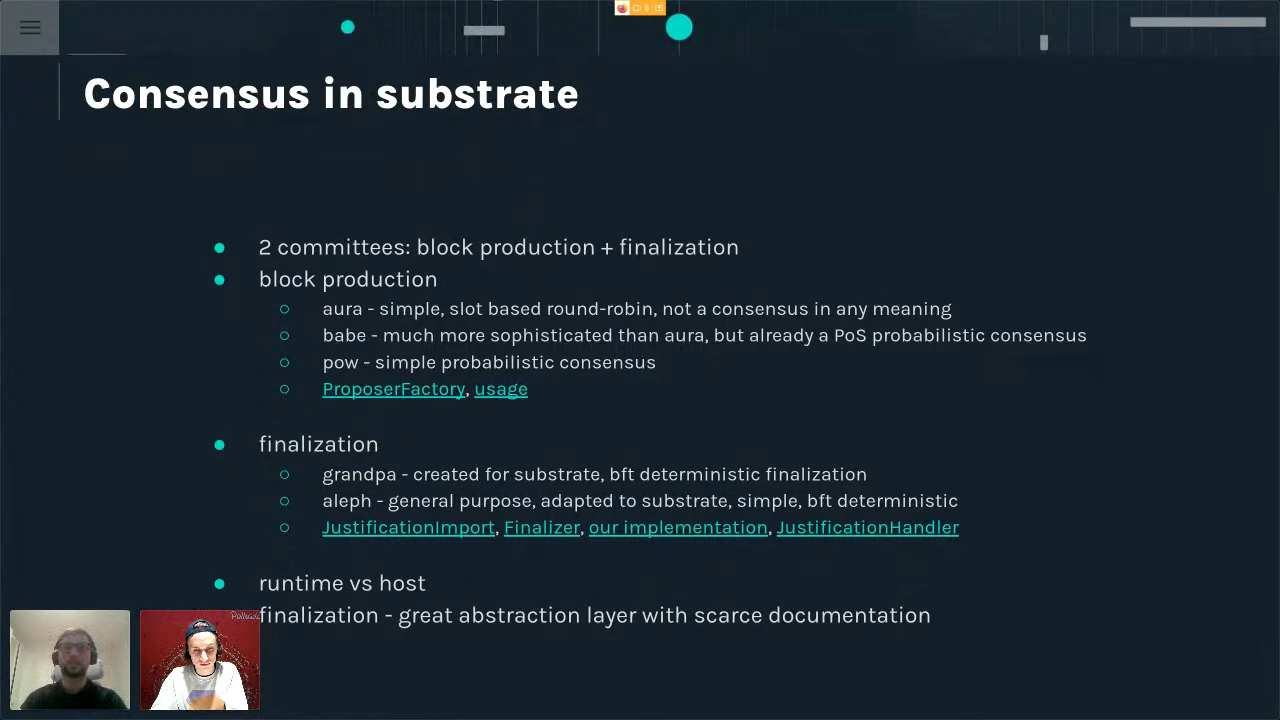 Consensus in substrate
2 committees: block production + finalization
block production
aura - simple, slot based round-robin, not a consensus in any meaning
babe - much more sophisticated than aura, but already a PoS probabilistic consensus
pow - simple probabilistic consensus
ProposerFactory, usage
finalization
grandpa - created for substrate, bft deterministic finalization
aleph - general purpose, adapted to substrate, simple, bft deterministic
JustificationImport, Finalizer, our implementation, JustificationHandler
runtime vs host
finalization - great abstraction layer with scarce documentation